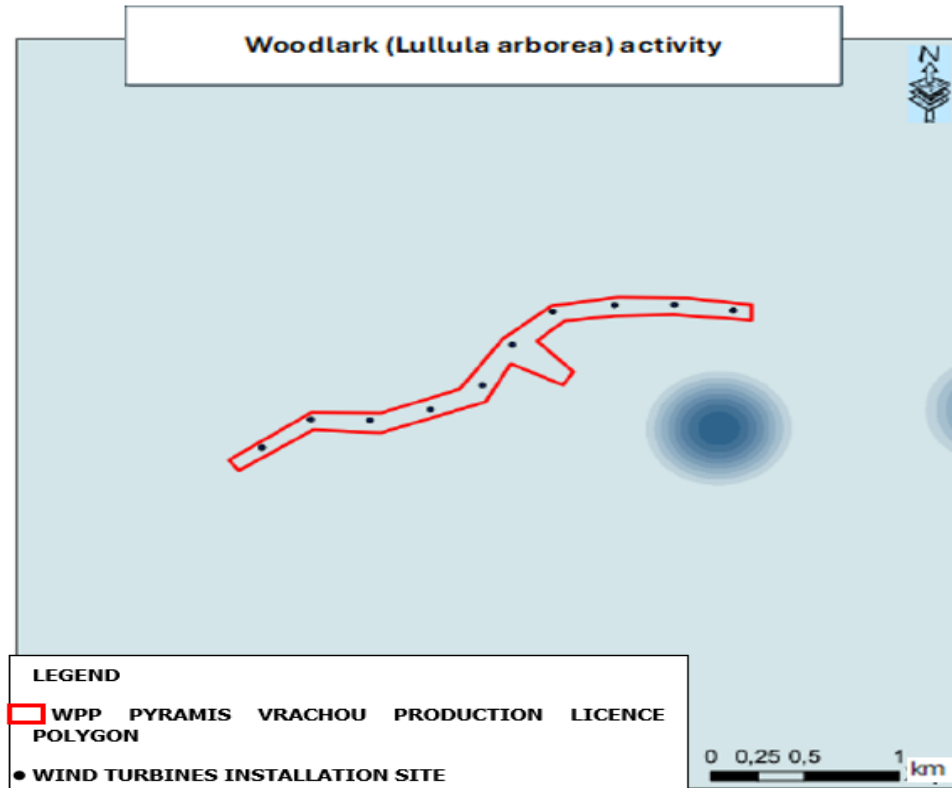 Woodlark (Lullula arborea) activity
N
LEGEND
WPP PYRAMIS VRACHOU PRODUCTION LICENCE
POLYGON
WIND TURBINES INSTALLATION SITE
0 0,25 0,5 1
km